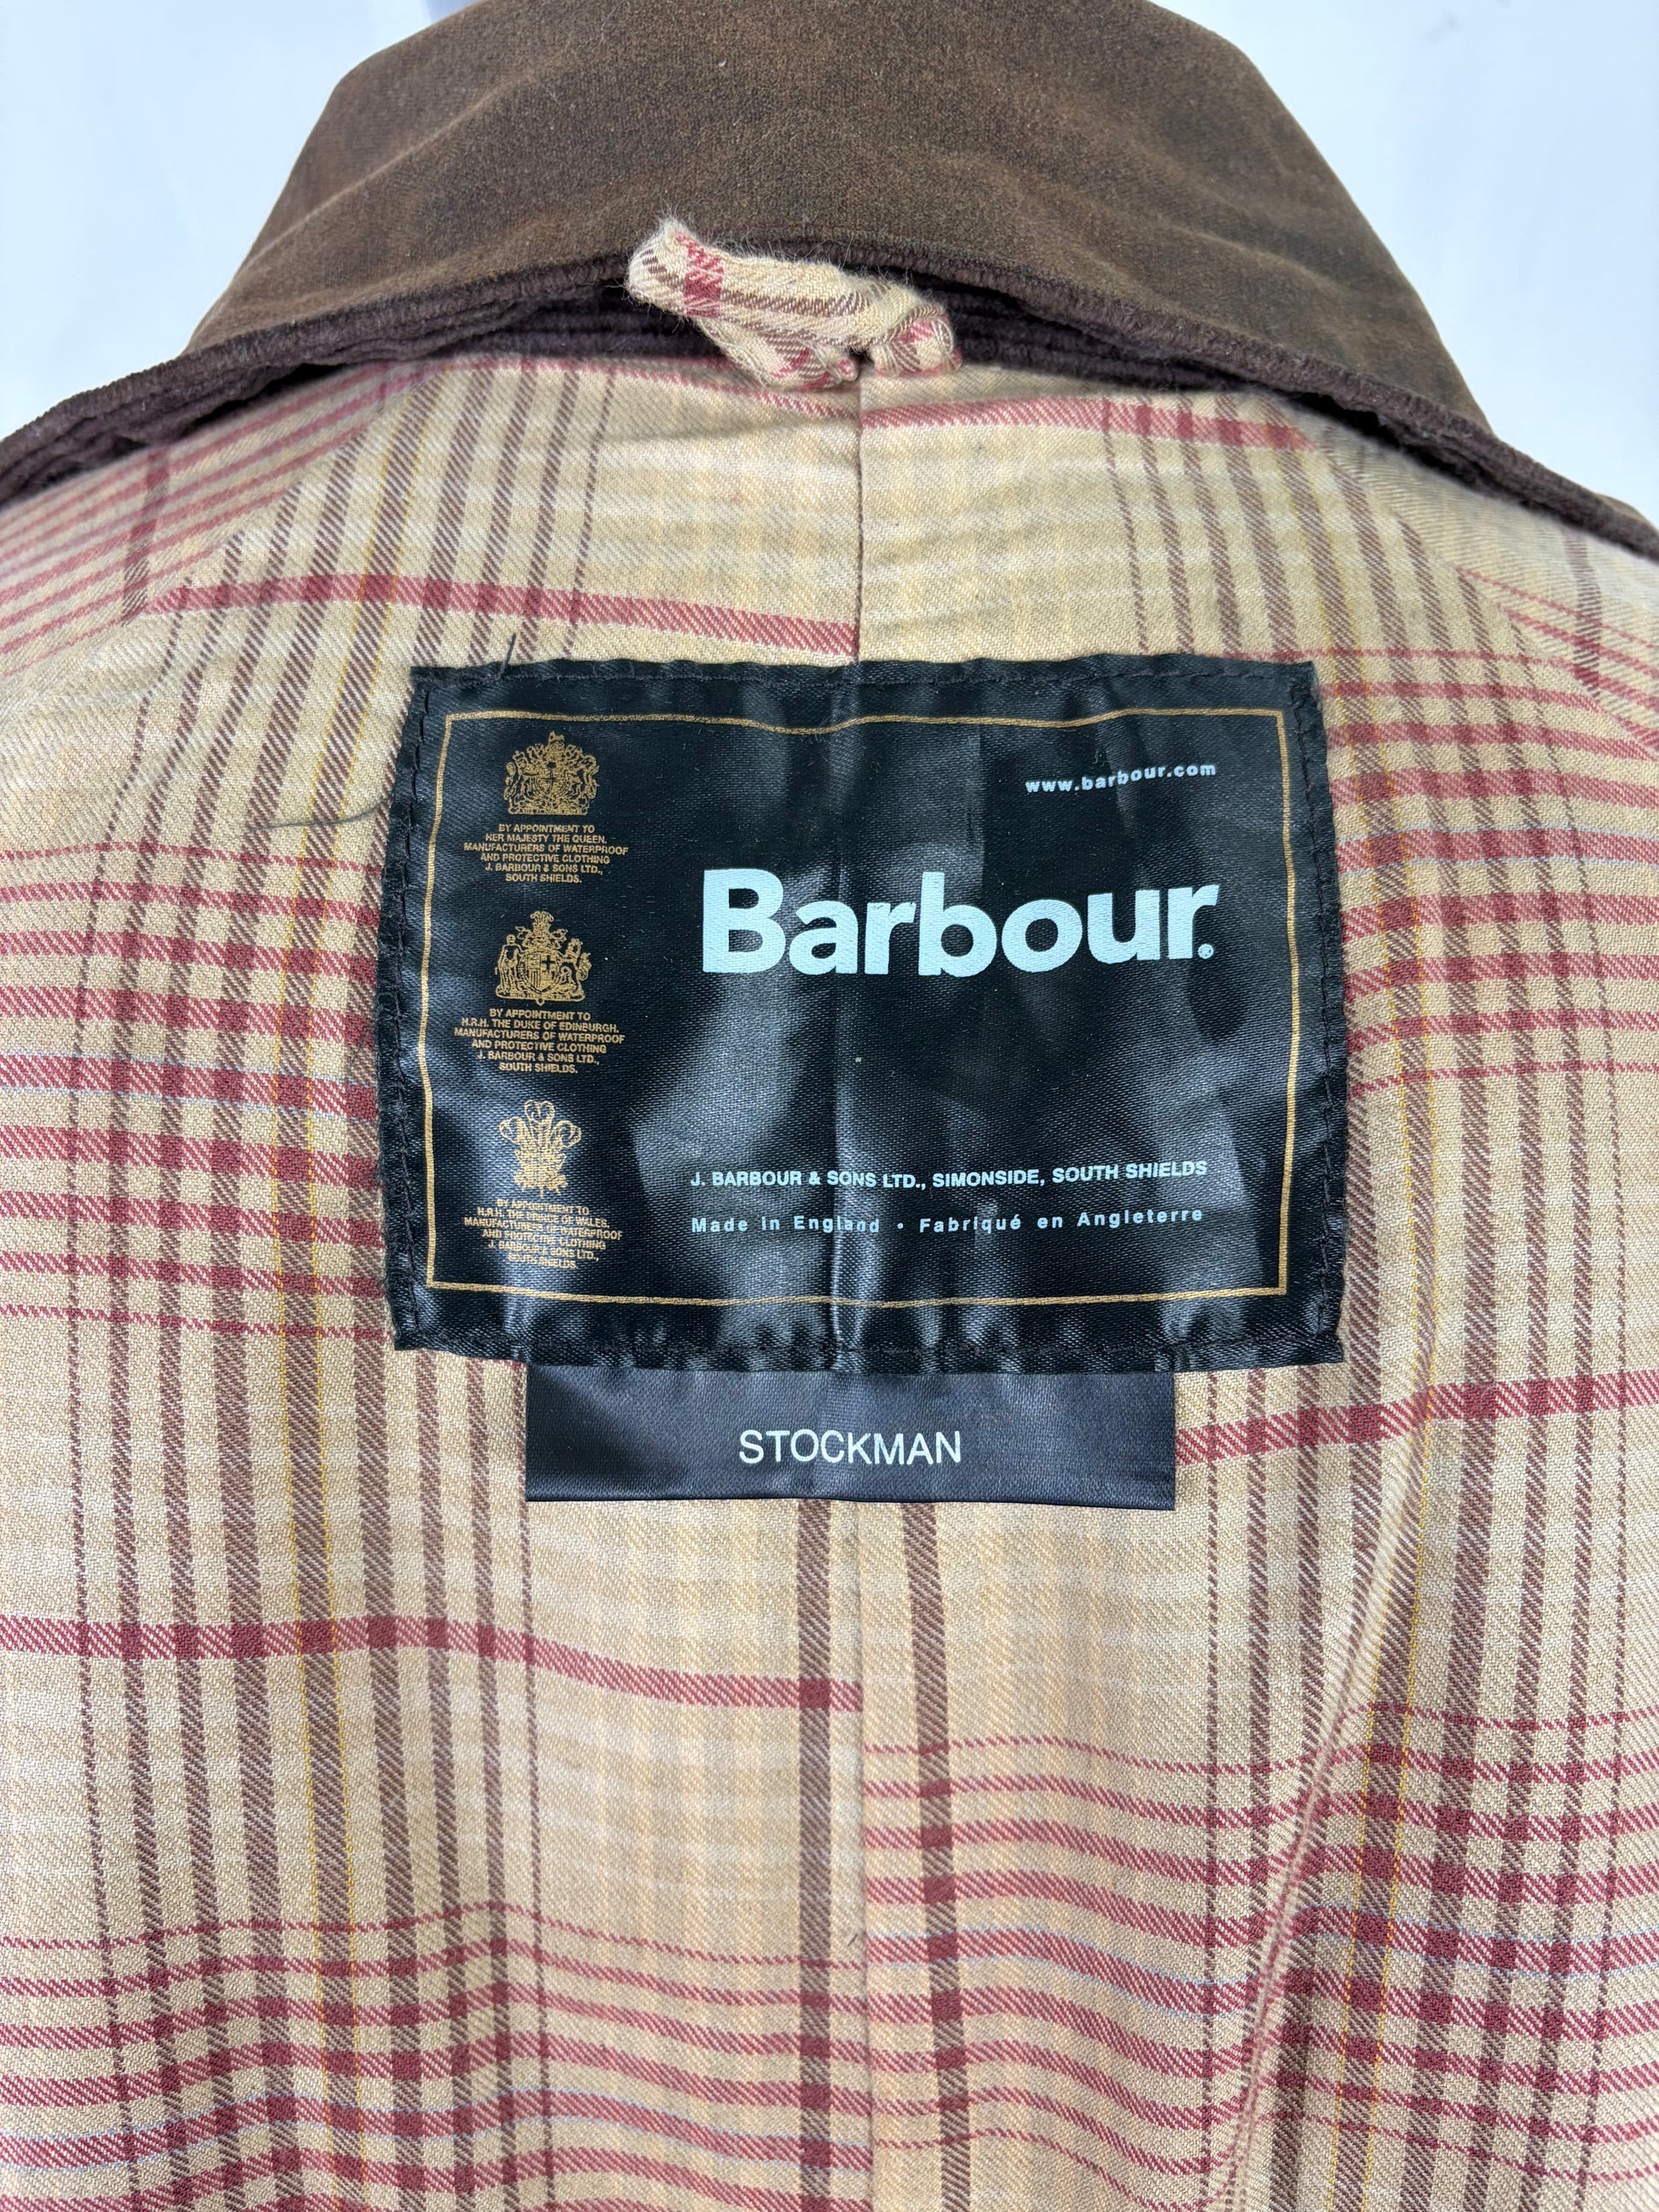 www.barbour.com
BY APPOINTMENT TO
HER MAJESTY THE QUEEN,
MANUFACTURERS OF WATERPROOF
AND PROTECTIVE CLOTHING
J. BARBOUR & SONS LTD.,
SOUTH SHIELDS.
Barbour®
BY APPOINTMENT TO
H.R.H. THE DUKE OF EDINBURGH,
MANUFACTURERS OF WATERPROOF
AND PROTECTIVE CLOTHING
J. BARBOUR & SONS LTD.,
SOUTH SHIELDS.
BY APPOINTMENT TO
H.R.H. THE PRINCE OF WALES,
MANUFACTURERS OF WATERPROOF
AND PROTECTIVE CLOTHING
J. BARBOUR & SONS LTD.,
SOUTH SHIELDS.
J. BARBOUR & SONS LTD., SIMONSIDE, SOUTH SHIELDS
Made in England • Fabriqué en Angleterre
STOCKMAN